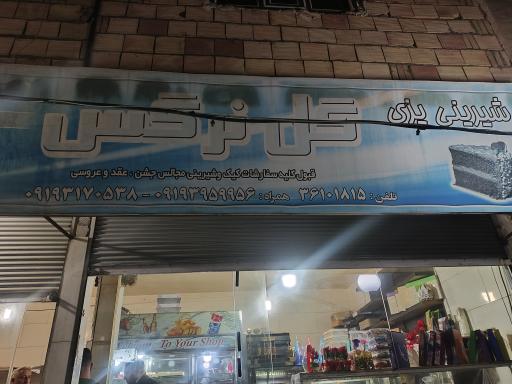 شیرینی پزی
گل نرگس
قبول کلیه سفارشات کیک و شیرینی مجالس جشن ، عقد و عروسی
تلفن : ۳۶۱۰۱۸۱۵ همراه : ۰۹۱۹۳۹۵۹۹۵۶ - ۰۹۱۹۳۱۷۰۵۳۸
To Your Shop